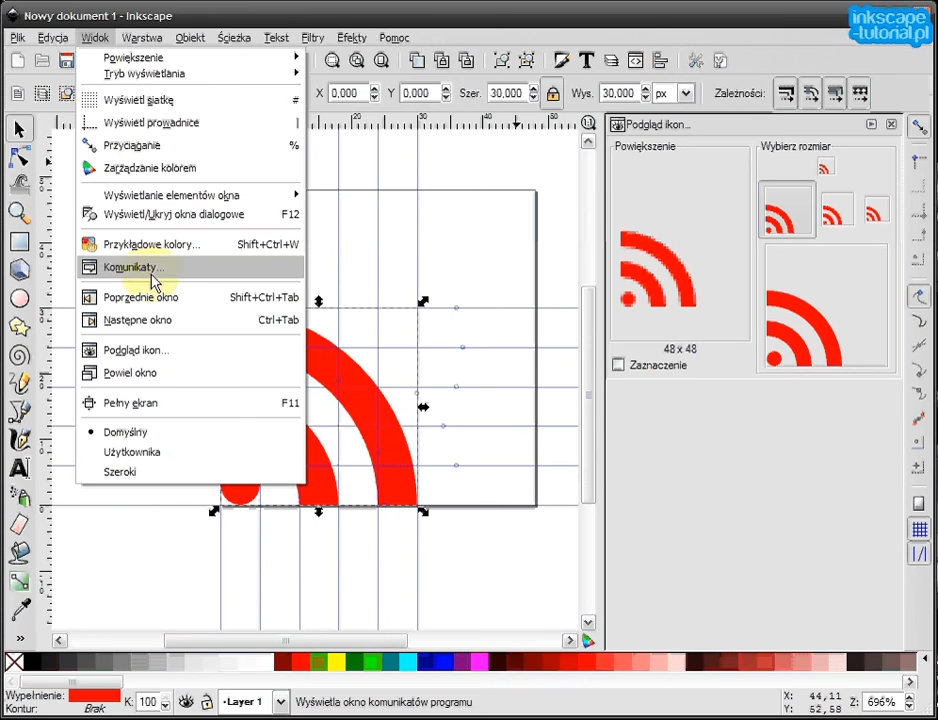 Nowy dokument 1 - Inkscape
inkscape
-tutorial.pl
Plik Edycja Widok Warstwa Obiekt Ścieżka Tekst Filtry Efekty Pomoc
X 0,000 Y 0,000 Szer. 30,000 Wys. 30,000 px Zależności:
Powiększenie
Tryb wyświetlania
Wyświetl siatkę #
Wyświetl prowadnice |
Przyciąganie %
Zarządzanie kolorem
Wyświetlanie elementów okna
Wyświetl/Ukryj okna dialogowe F12
Przykładowe kolory... Shift+Ctrl+W
Komunikaty...
Poprzednie okno Shift+Ctrl+Tab
Następne okno Ctrl+Tab
Podgląd ikon...
Powiel okno
Pełny ekran F11
Domyślny
Użytkownika
Szeroki
20 30 40 50
Podgląd ikon...
Powiększenie Wybierz rozmiar
48 x 48
Zaznaczenie
Wypełnienie: K: 100 Layer 1 Wyświetla okno komunikatów programu X: 44,11 Z: 696%
Kontur: Brak Y: 52,58